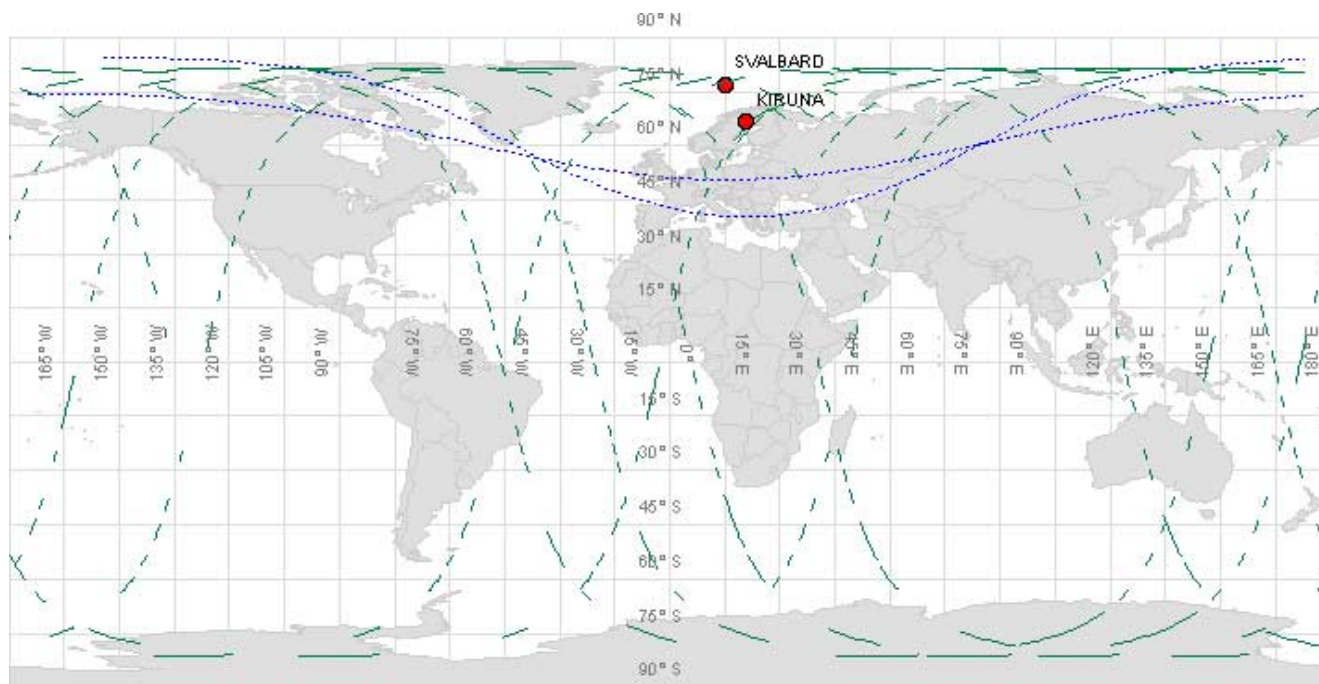 90° N
SVALBARD
75° N
KIRUNA
60° N
45° N
30° N
15° N
165° W
150° W
135° W
120° W
105° W
90° W
75° W
60° W
45° W
30° W
15° W
0°
15° E
30° E
45° E
60° E
75° E
90° E
120° E
135° E
150° E
165° E
180° E
15° S
30° S
45° S
60° S
75° S
90° S